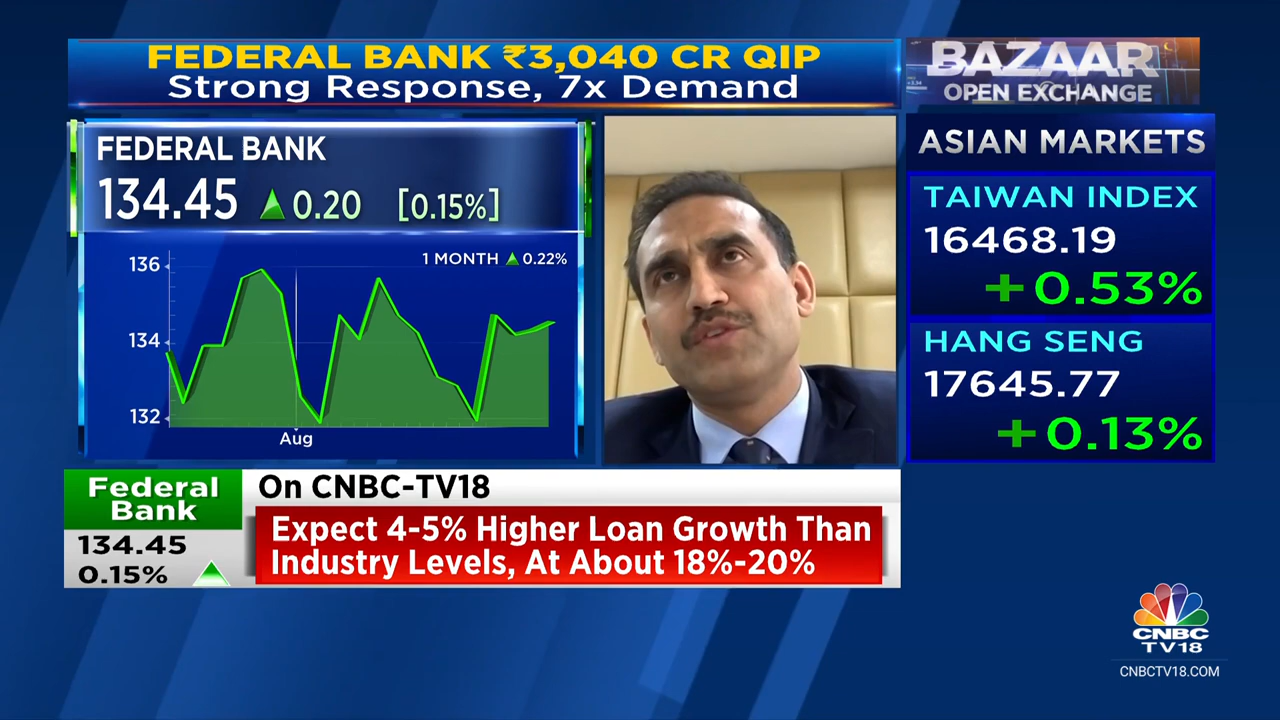 FEDERAL BANK ₹3,040 CR QIP
Strong Response, 7x Demand
BAZAAR
OPEN EXCHANGE
FEDERAL BANK
134.45 ▲ 0.20 [0.15%]
1 MONTH ▲ 0.22%
136
134
132
Aug
ASIAN MARKETS
TAIWAN INDEX
16468.19
+0.53%
HANG SENG
17645.77
+0.13%
Federal
Bank
134.45
0.15%
On CNBC-TV18
Expect 4-5% Higher Loan Growth Than
Industry Levels, At About 18%-20%
CNBC
TV18
CNBCTV18.COM